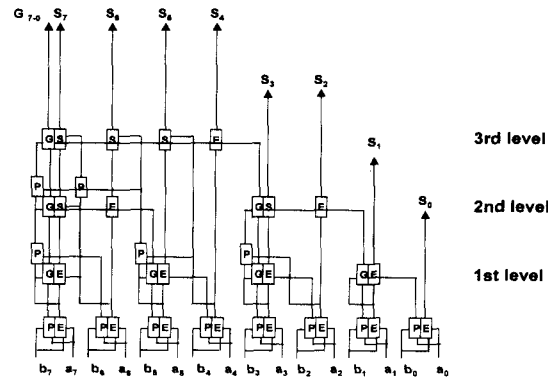 G 7-0 S7 S6 S5 S4
S3 S2
G S S S E 3rd level
S1
P P
S0
G S E G S E 2nd level
P P P
G E G E G E G E 1st level
P E P E P E P E P E P E P E P E
b7 a7 b6 a6 b5 a5 b4 a4 b3 a3 b2 a2 b1 a1 b0 a0